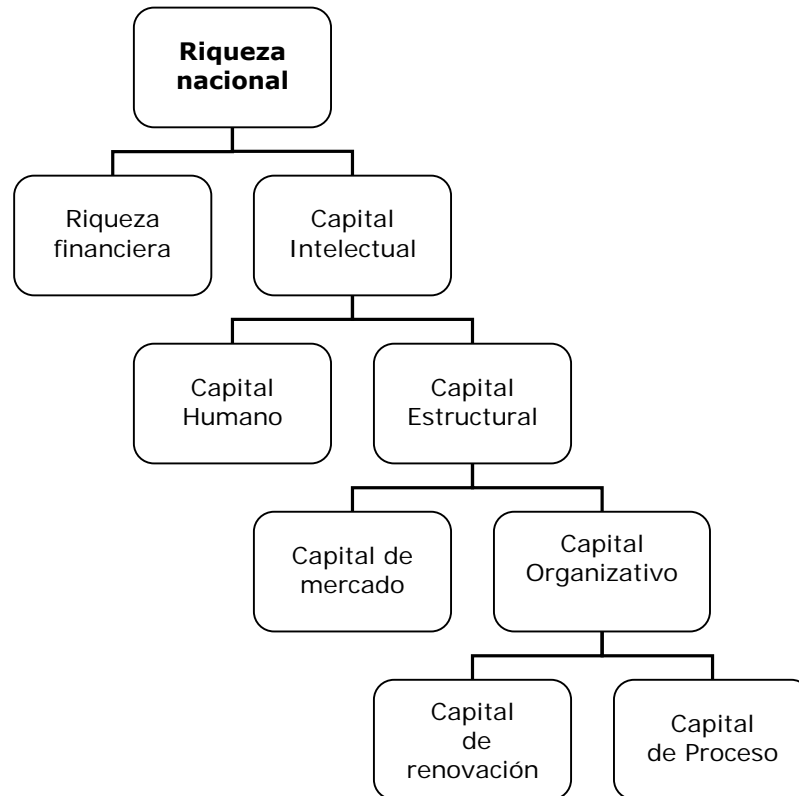 Riqueza
nacional
Riqueza
financiera
Capital
Intelectual
Capital
Humano
Capital
Estructural
Capital de
mercado
Capital
Organizativo
Capital
de
renovación
Capital
de Proceso